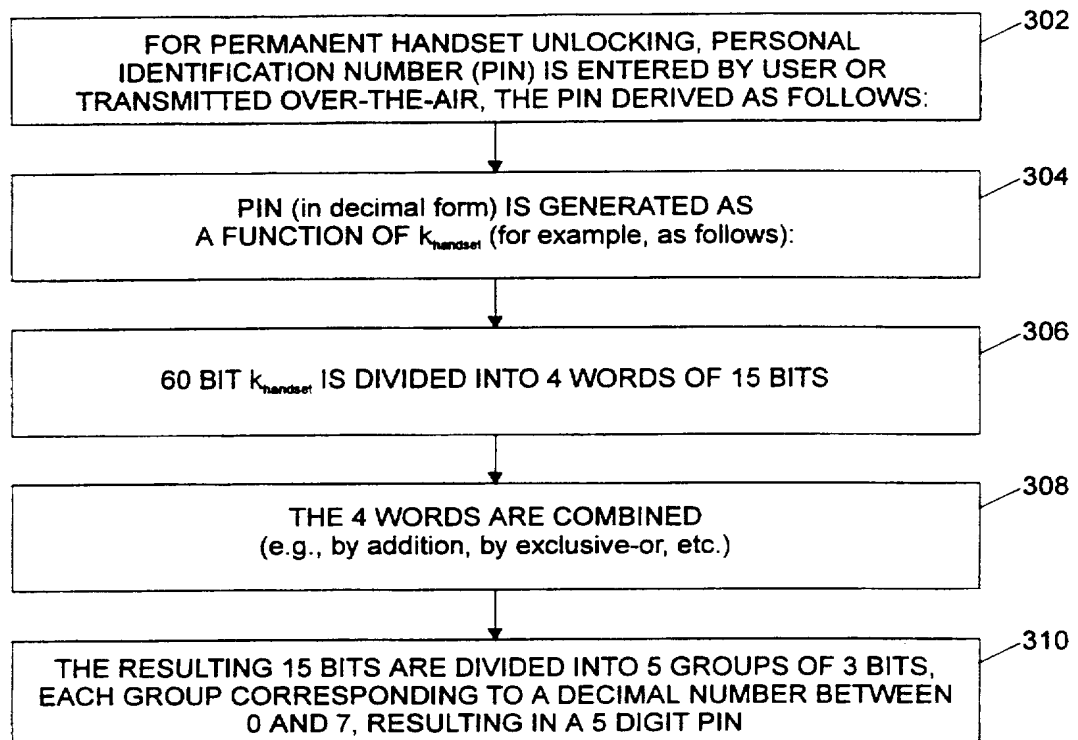 302
FOR PERMANENT HANDSET UNLOCKING, PERSONAL
IDENTIFICATION NUMBER (PIN) IS ENTERED BY USER OR
TRANSMITTED OVER-THE-AIR, THE PIN DERIVED AS FOLLOWS:
304
PIN (in decimal form) IS GENERATED AS
A FUNCTION OF k_handset (for example, as follows):
306
60 BIT k_handset IS DIVIDED INTO 4 WORDS OF 15 BITS
308
THE 4 WORDS ARE COMBINED
(e.g., by addition, by exclusive-or, etc.)
310
THE RESULTING 15 BITS ARE DIVIDED INTO 5 GROUPS OF 3 BITS,
EACH GROUP CORRESPONDING TO A DECIMAL NUMBER BETWEEN
0 AND 7, RESULTING IN A 5 DIGIT PIN